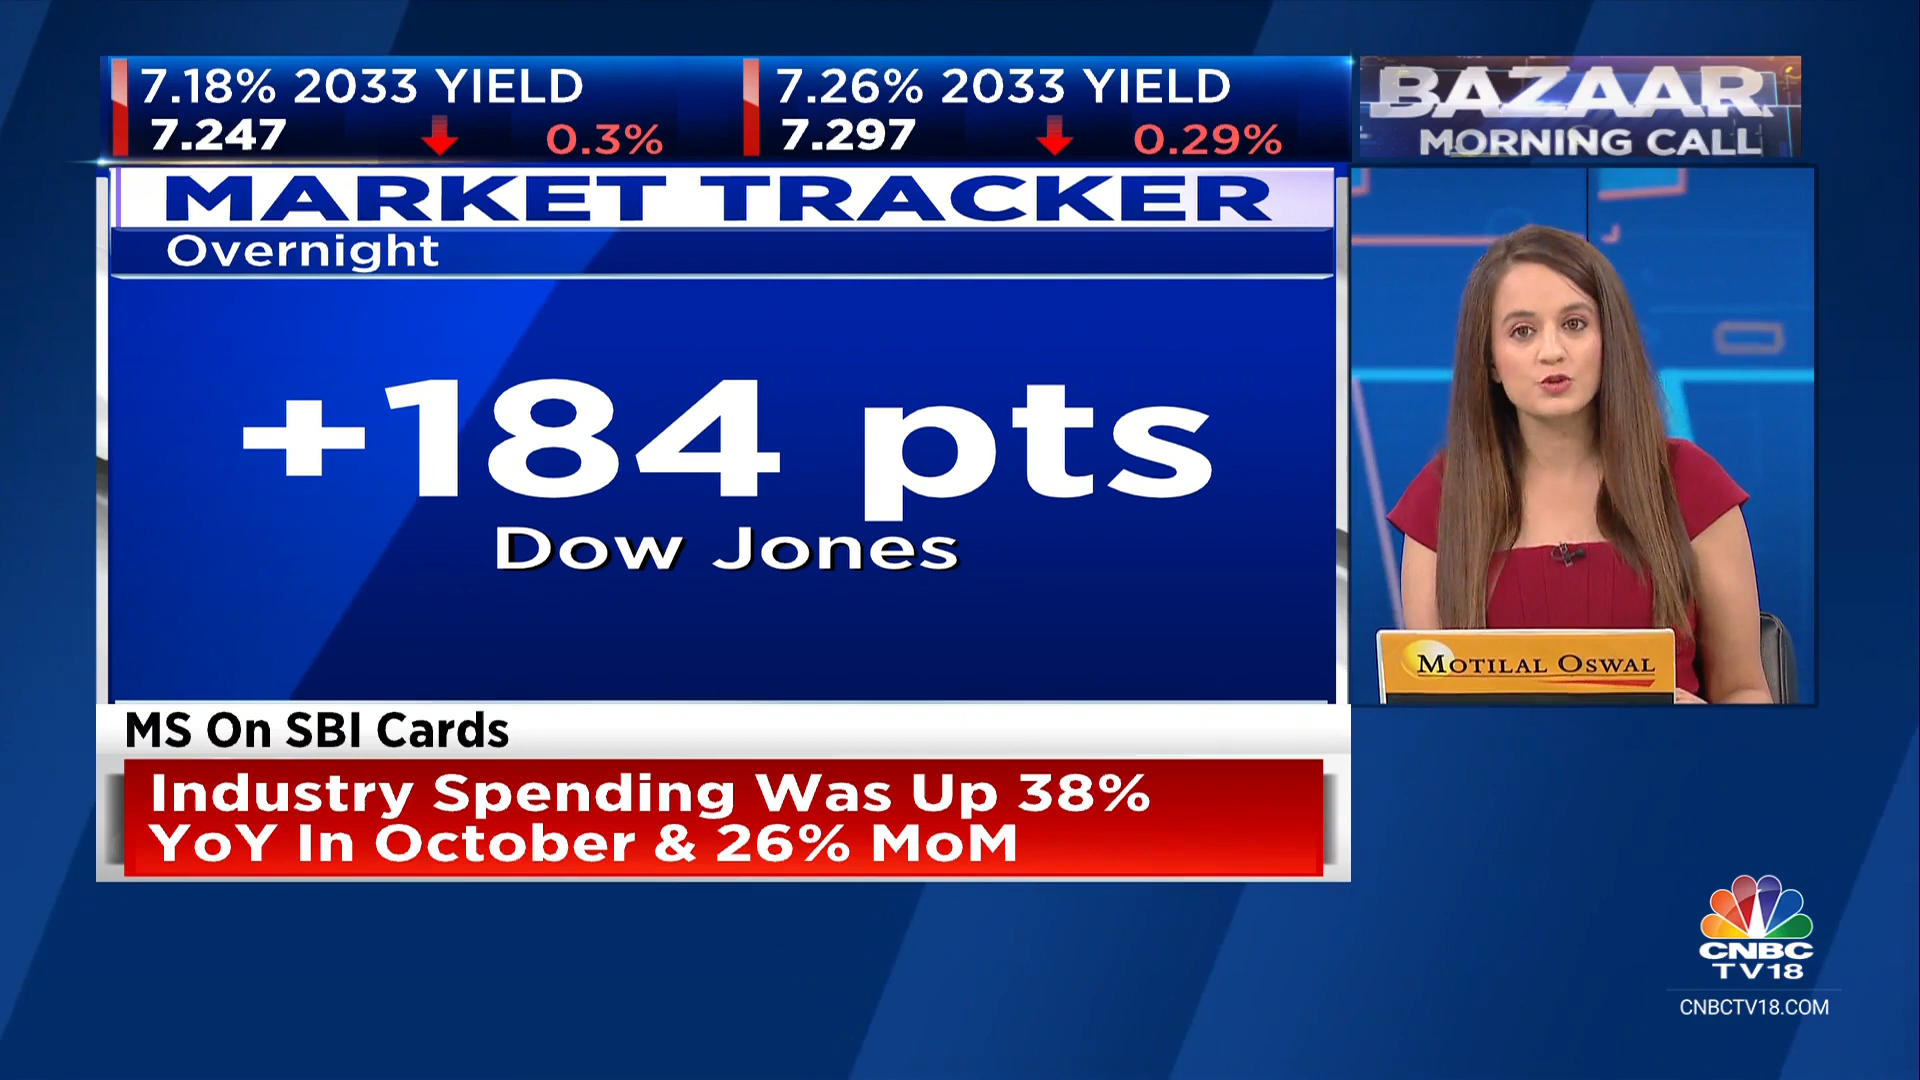 7.18% 2033 YIELD
7.247 0.3%
7.26% 2033 YIELD
7.297 0.29%
BAZAAR
MORNING CALL
MARKET TRACKER
Overnight
+184 pts
Dow Jones
MOTILAL OSWAL
MS On SBI Cards
Industry Spending Was Up 38%
YoY In October & 26% MoM
CNBC
TV18
CNBCTV18.COM